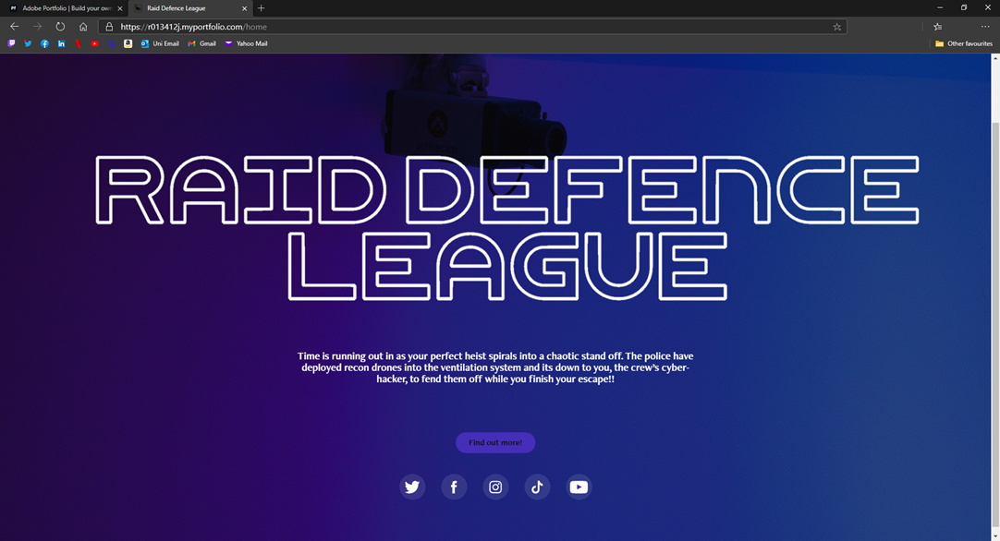 Adobe Portfolio | Build your own
Raid Defence League
https://r013412j.myportfolio.com/home
Uni Email
Gmail
Yahoo Mail
Other favourites
RAID DEFENCE
LEAGUE
Time is running out in as your perfect heist spirals into a chaotic stand off. The police have
deployed recon drones into the ventilation system and its down to you, the crew's cyber-
hacker, to fend them off while you finish your escape!!
Find out more!